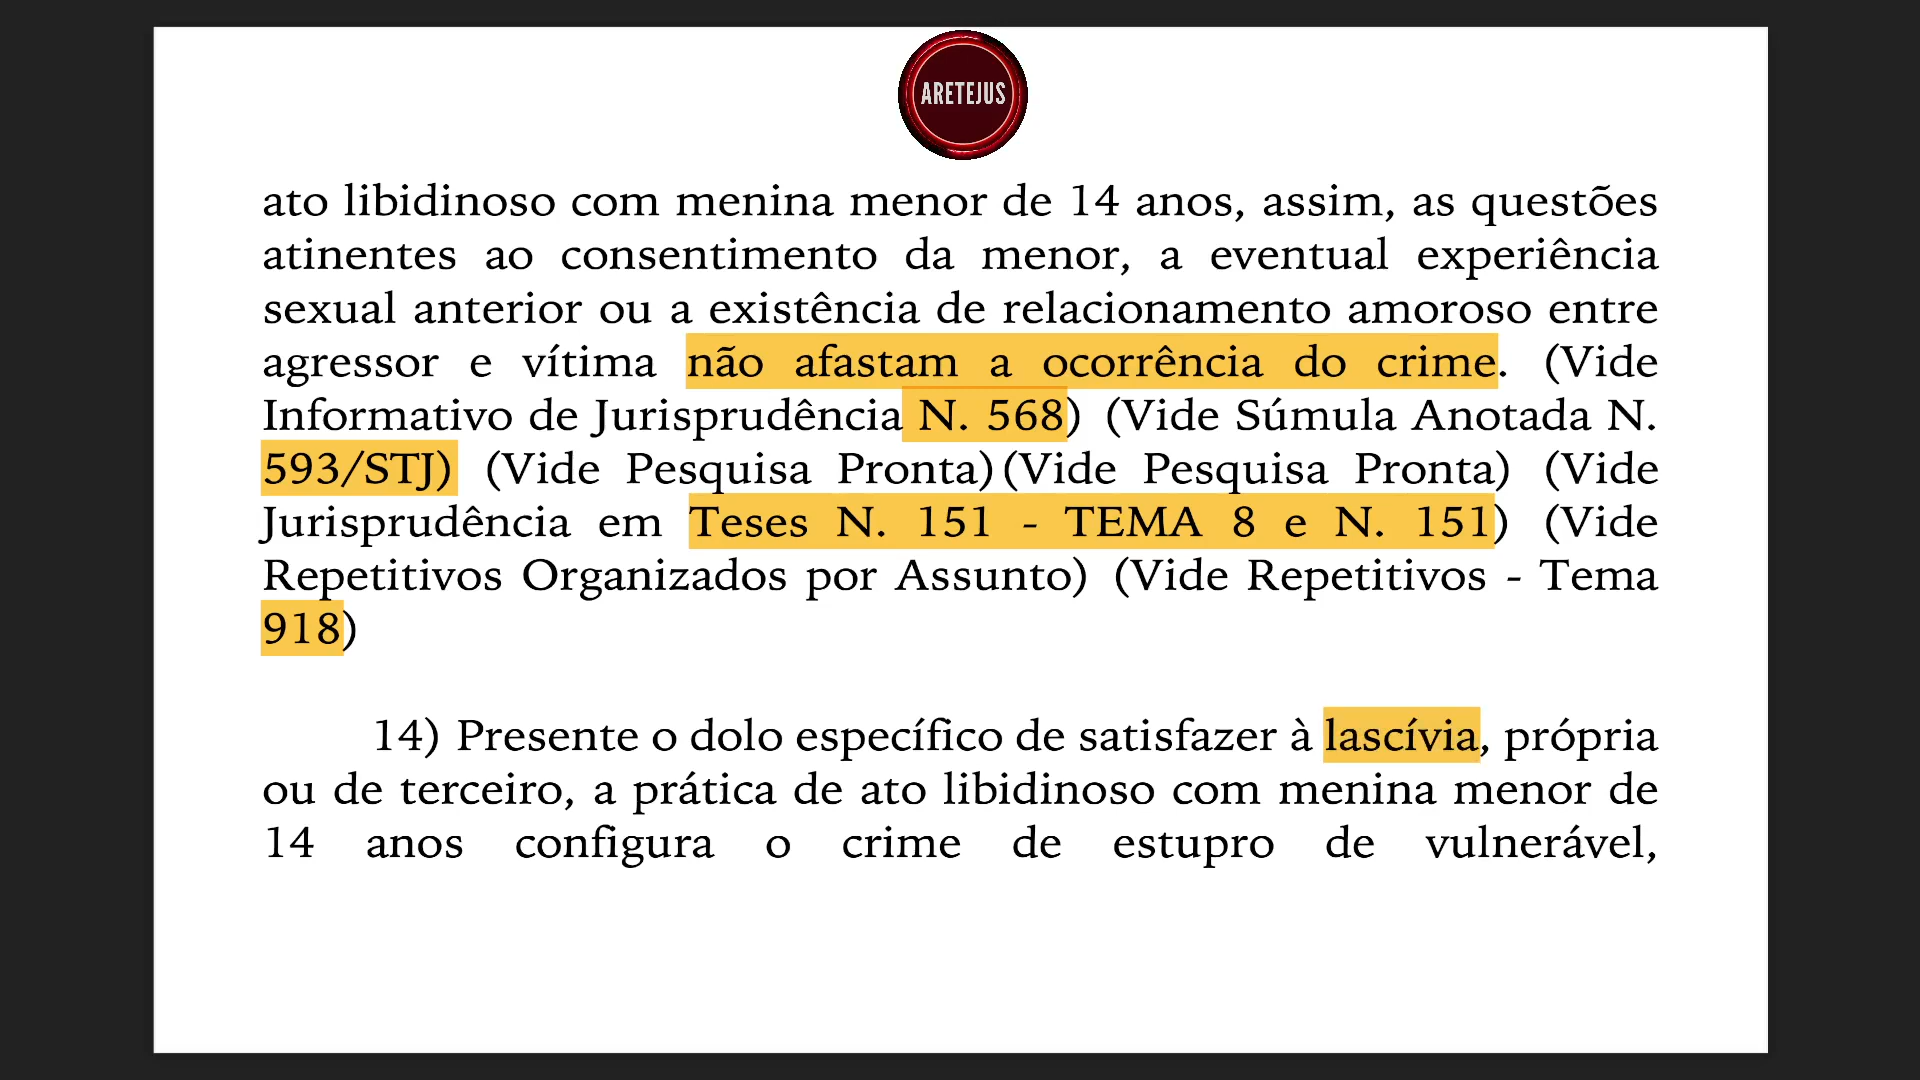 ARETEJUS
ato libidinoso com menina menor de 14 anos, assim, as questões
atinentes ao consentimento da menor, a eventual experiência
sexual anterior ou a existência de relacionamento amoroso entre
agressor e vítima não afastam a ocorrência do crime. (Vide
Informativo de Jurisprudência N. 568) (Vide Súmula Anotada N.
593/STJ) (Vide Pesquisa Pronta)(Vide Pesquisa Pronta) (Vide
Jurisprudência em Teses N. 151 - TEMA 8 e N. 151) (Vide
Repetitivos Organizados por Assunto) (Vide Repetitivos - Tema
918)
14) Presente o dolo específico de satisfazer à lascívia, própria
ou de terceiro, a prática de ato libidinoso com menina menor de
14 anos configura o crime de estupro de vulnerável,